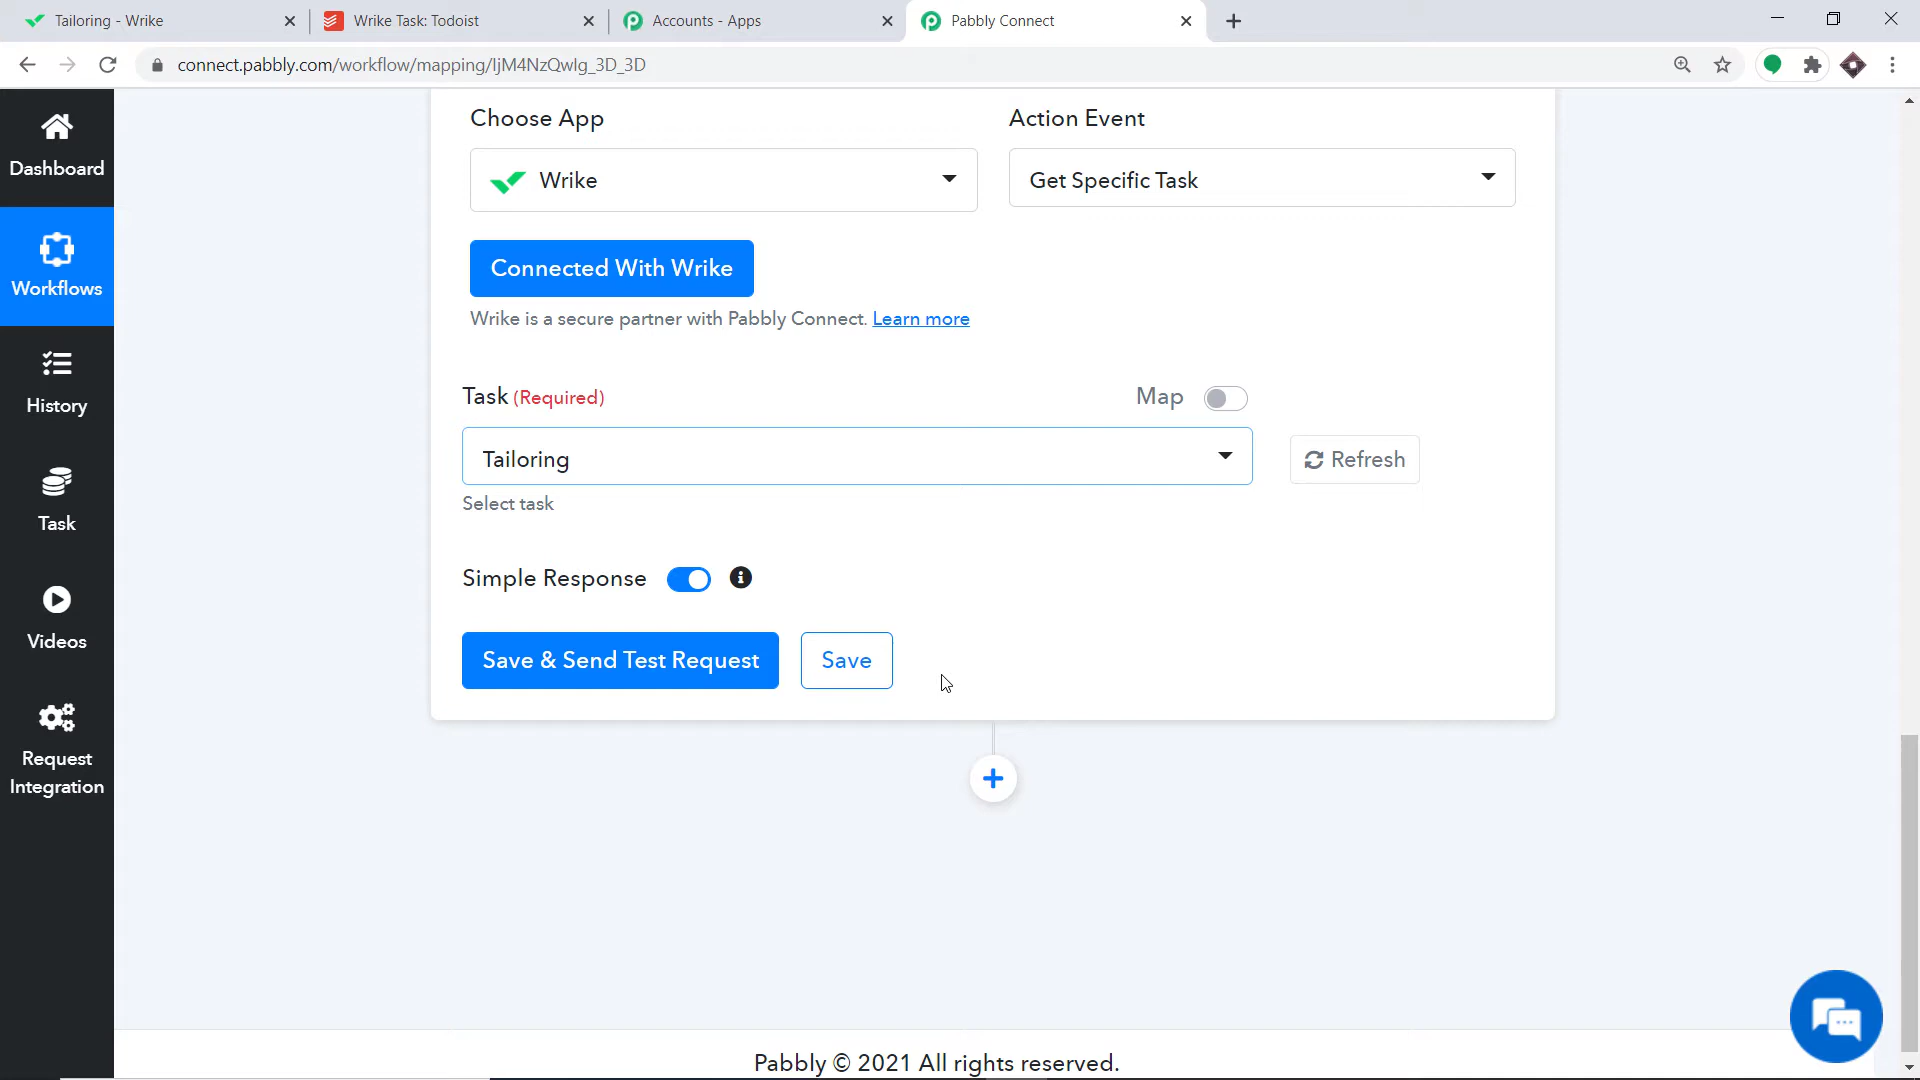 Tailoring - Wrike
Wrike Task: Todoist
Accounts - Apps
Pabbly Connect
connect.pabbly.com/workflow/mapping/IjM4NzQwIg_3D_3D
Dashboard
Workflows
History
Task
Videos
Request
Integration
Choose App
Action Event
Wrike
Get Specific Task
Connected With Wrike
Wrike is a secure partner with Pabbly Connect. Learn more
Task (Required)
Map
Tailoring
Refresh
Select task
Simple Response
Save & Send Test Request
Save
Pabbly © 2021 All rights reserved.